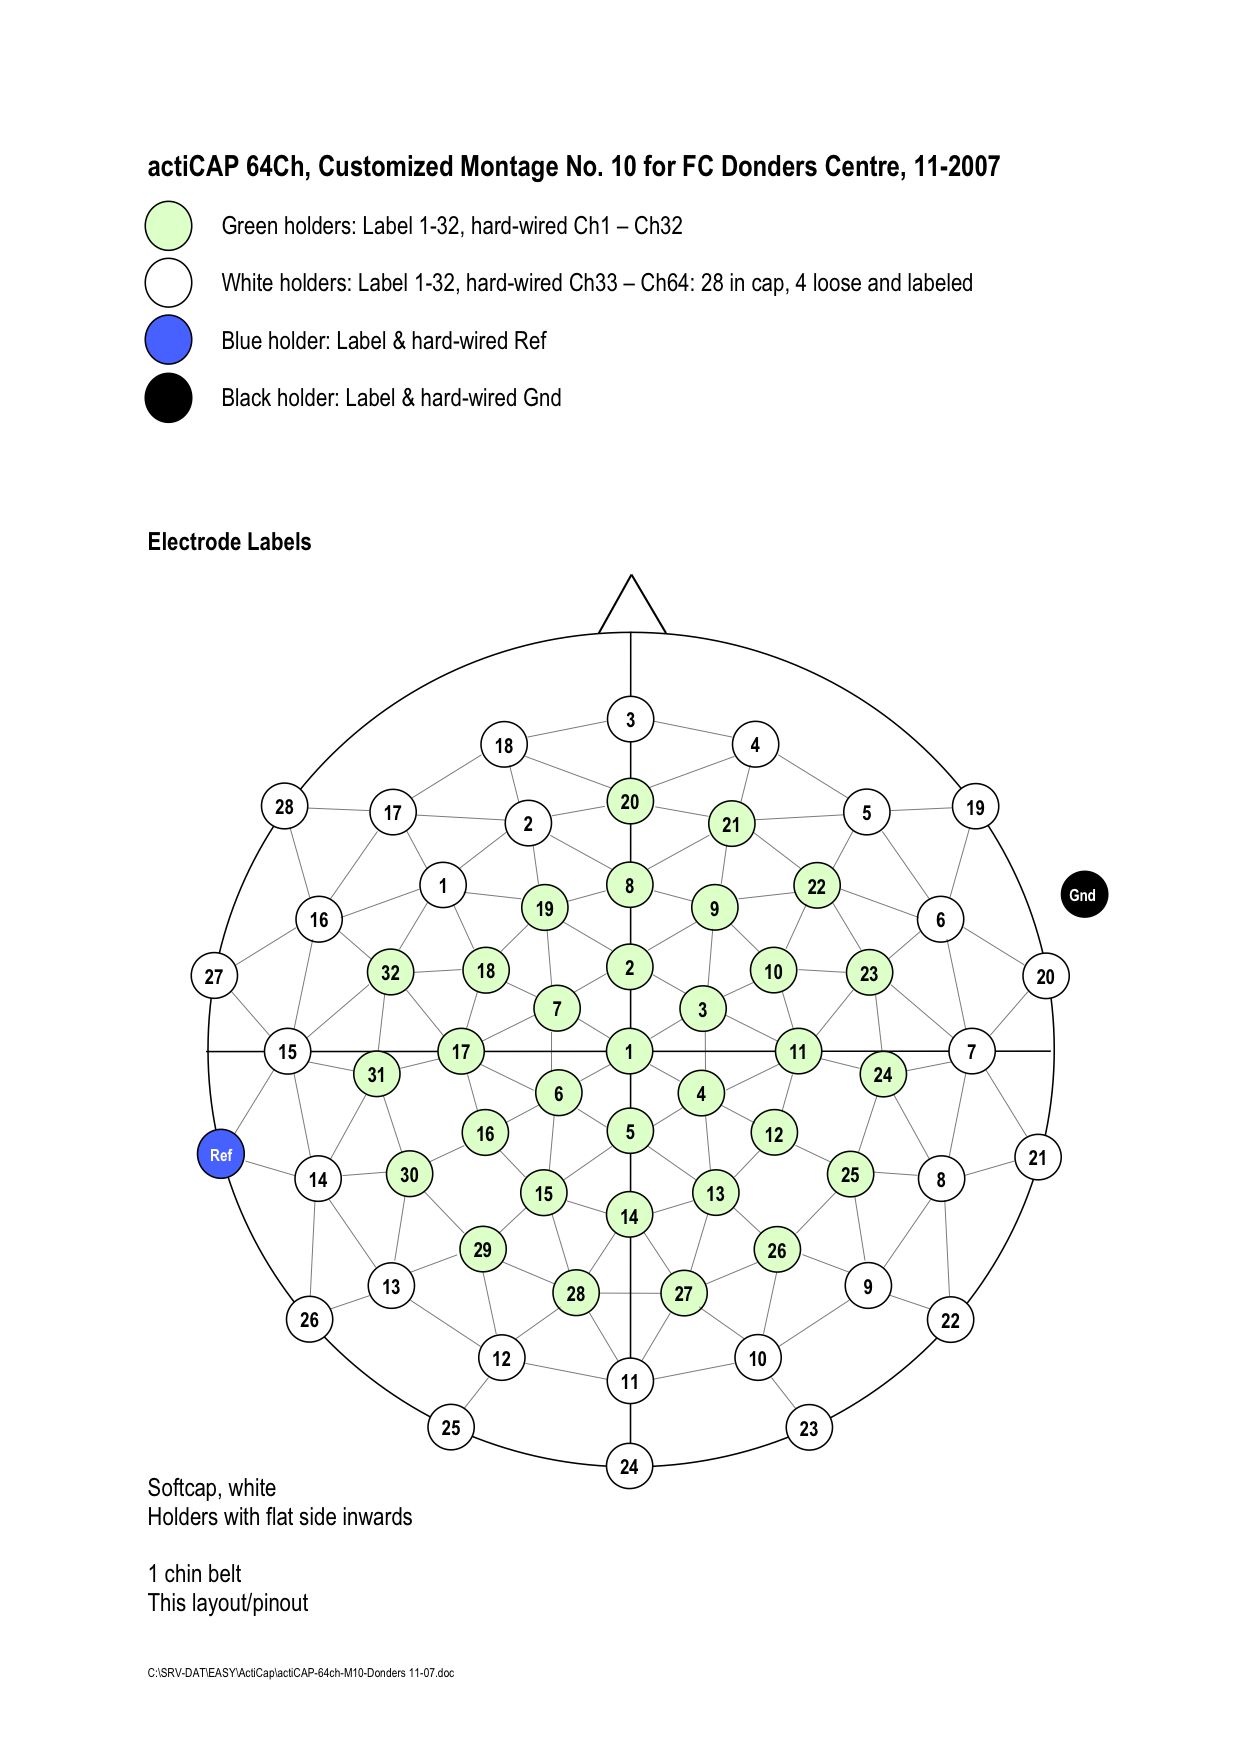 actiCAP 64Ch, Customized Montage No. 10 for FC Donders Centre, 11-2007
Green holders: Label 1-32, hard-wired Ch1 – Ch32
White holders: Label 1-32, hard-wired Ch33 – Ch64: 28 in cap, 4 loose and labeled
Blue holder: Label & hard-wired Ref
Black holder: Label & hard-wired Gnd
Electrode Labels
3
18 4
20
28 17 2 21 5 19
1 8 22
Gnd
16 19 9 6
27 32 18 2 10 23 20
7 3
15 17 1 11 7
31 24
6 4
16 5 12
Ref 21
14 30 25 8
15 13
14
29 26
13 28 27 9
26 22
12 10
11
25 23
24
Softcap, white
Holders with flat side inwards
1 chin belt
This layout/pinout
C:\SRV-DAT\EASY\ActiCap\actiCAP-64ch-M10-Donders 11-07.doc